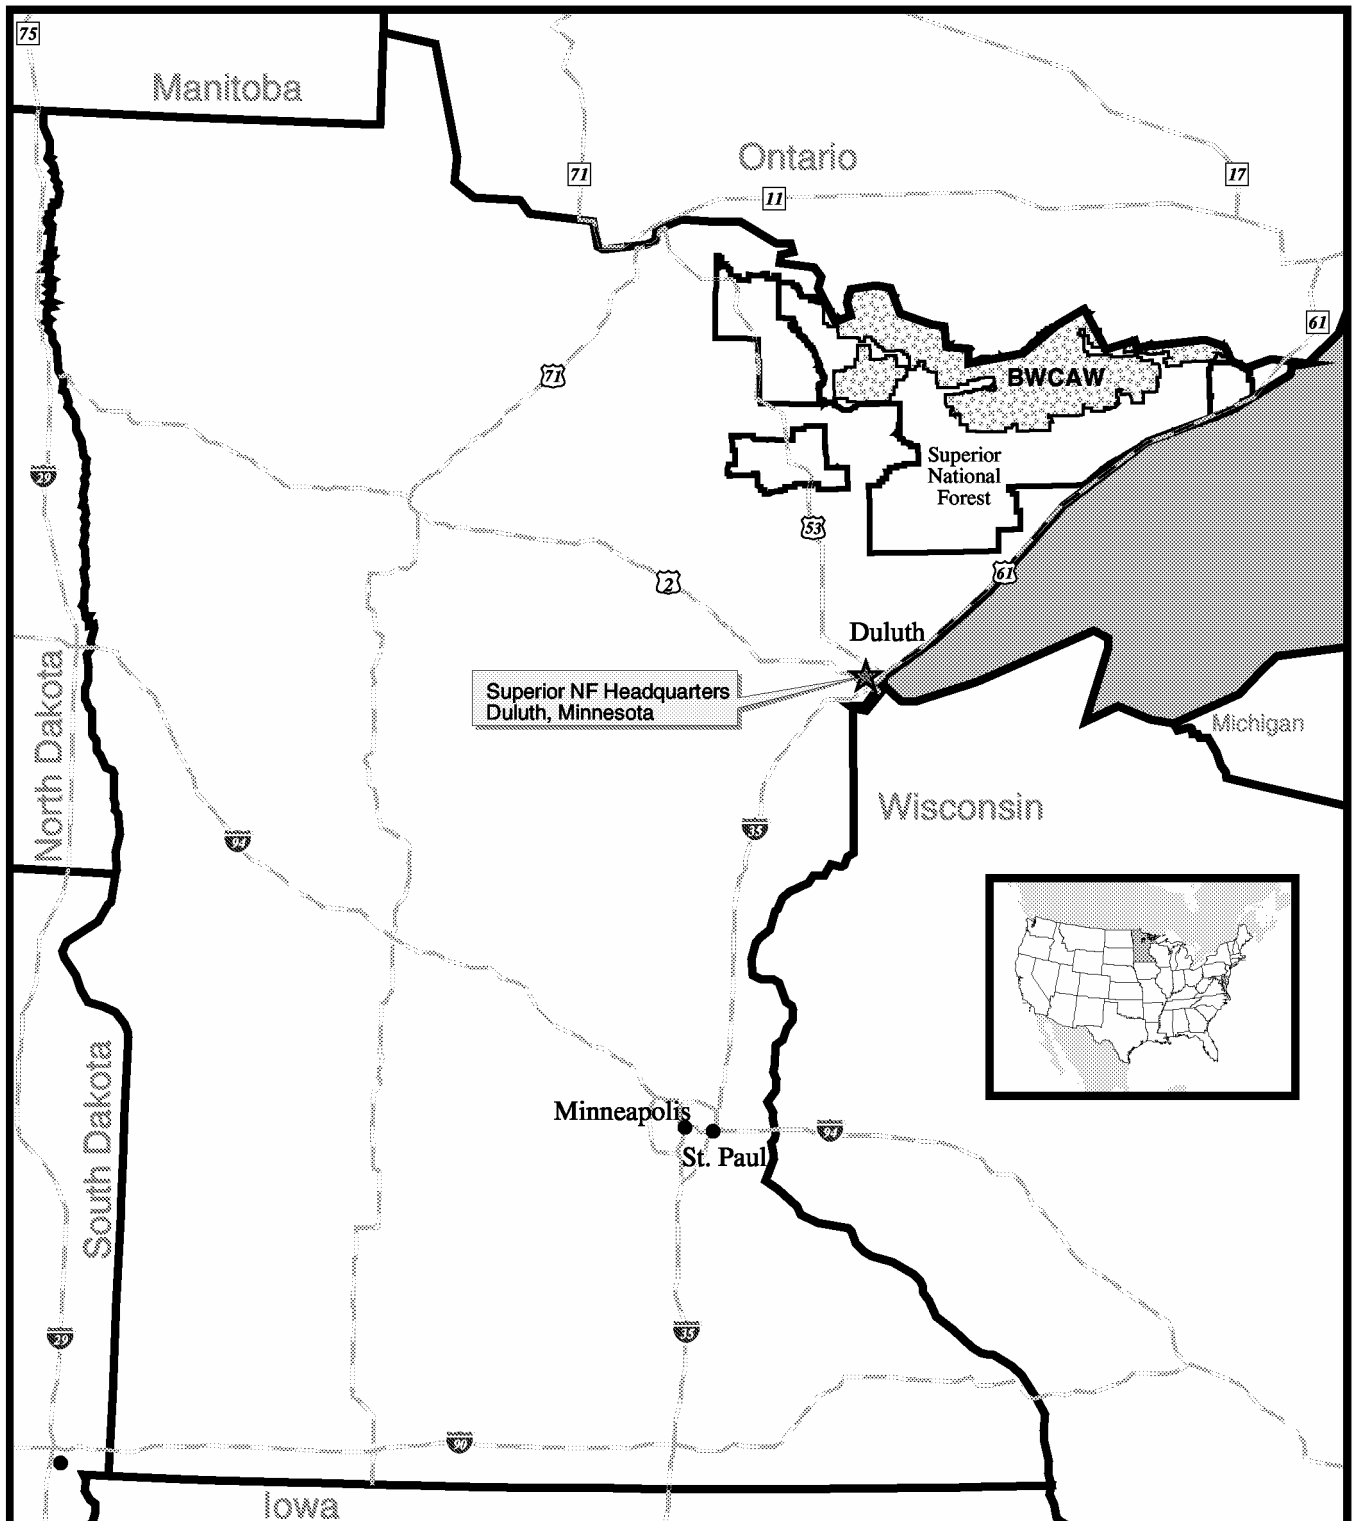 75
Manitoba
Ontario
71
11
17
61
71
BWCAW
29
Superior
National
Forest
53
2
61
Duluth
Superior NF Headquarters
Duluth, Minnesota
North Dakota
Michigan
Wisconsin
94
35
South Dakota
Minneapolis
St. Paul
94
29
35
90
Iowa